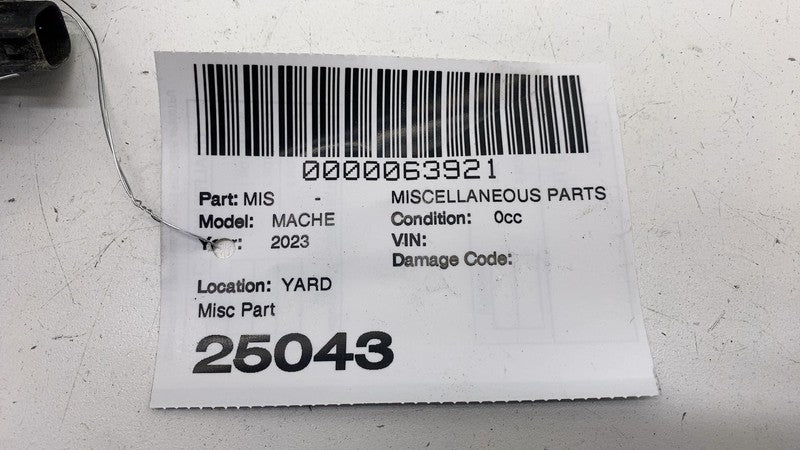 0000063921
Part: MIS - MISCELLANEOUS PARTS
Model: MACHE Condition: 0cc
2023 VIN:
Damage Code:
Location: YARD
Misc Part
25043